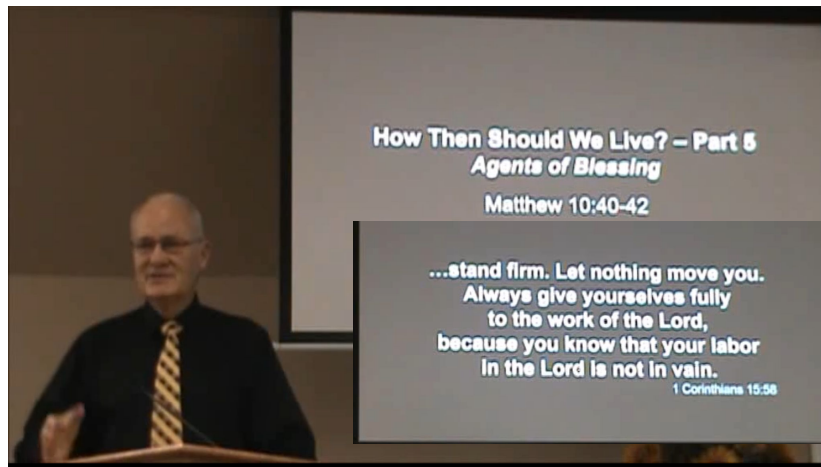 How Then Should We Live? – Part 5
Agents of Blessing
Matthew 10:40-42
...stand firm. Let nothing move you.
Always give yourselves fully
to the work of the Lord,
because you know that your labor
in the Lord is not in vain.
1 Corinthians 15:58